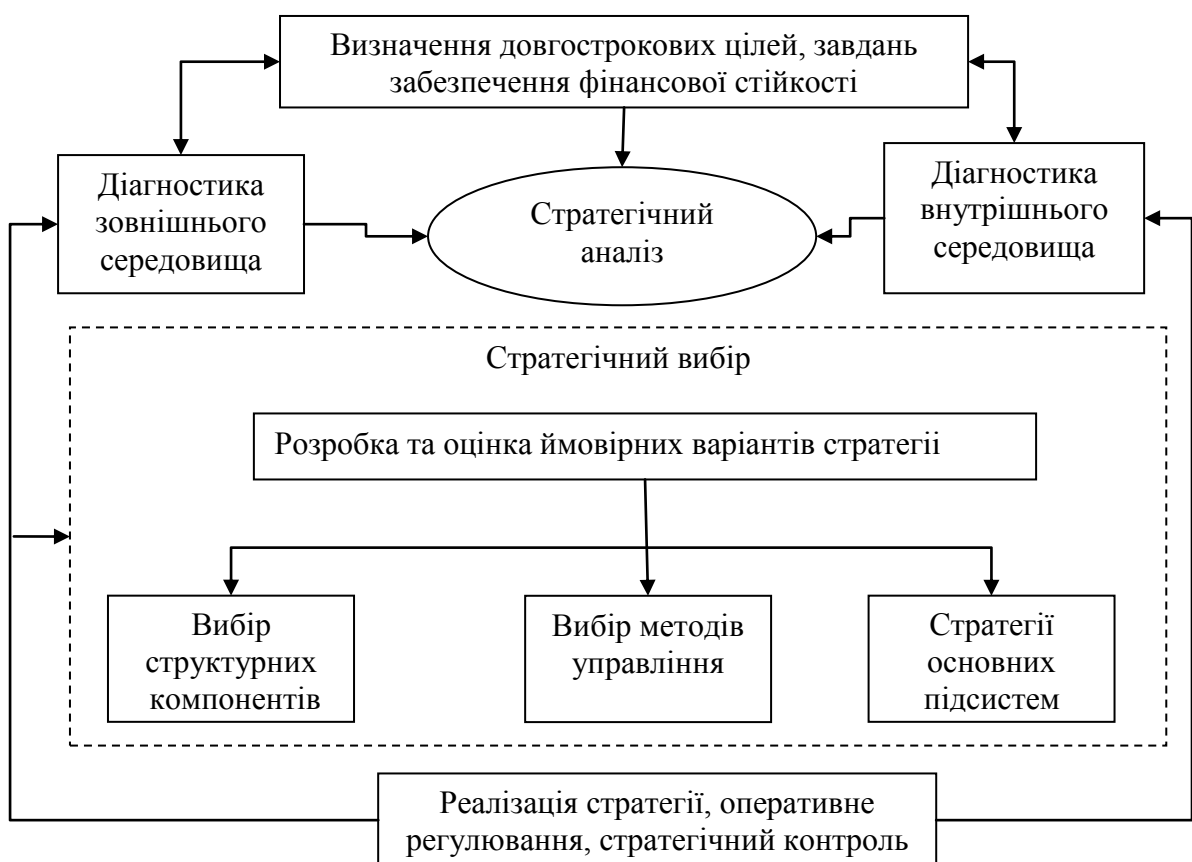 Визначення довгострокових цілей, завдань
забезпечення фінансової стійкості
Діагностика
зовнішнього
середовища
Стратегічний
аналіз
Діагностика
внутрішнього
середовища
Стратегічний вибір
Розробка та оцінка ймовірних варіантів стратегії
Вибір
структурних
компонентів
Вибір методів
управління
Стратегії
основних
підсистем
Реалізація стратегії, оперативне
регулювання, стратегічний контроль